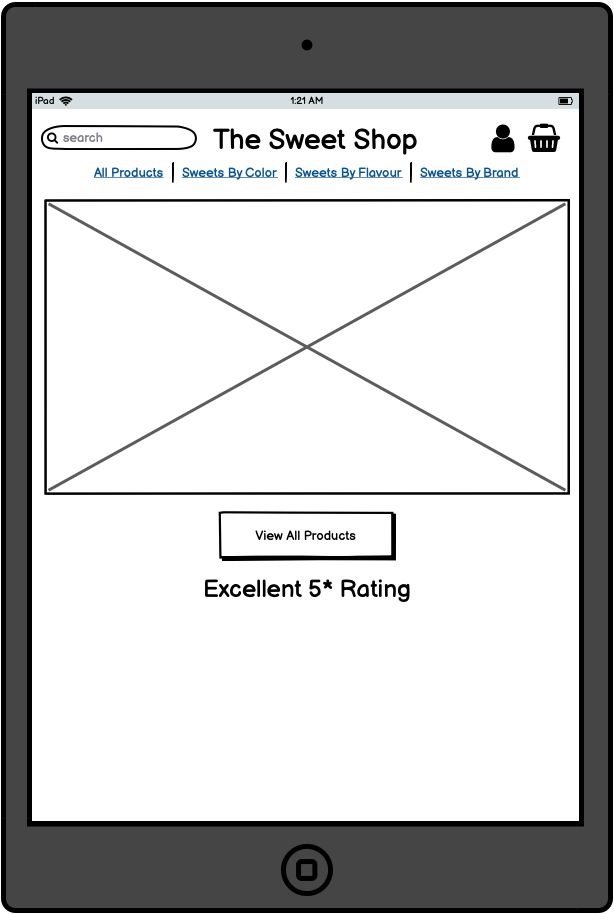 iPad 1:21 AM
search
The Sweet Shop
All Products Sweets By Color Sweets By Flavour Sweets By Brand
View All Products
Excellent 5* Rating